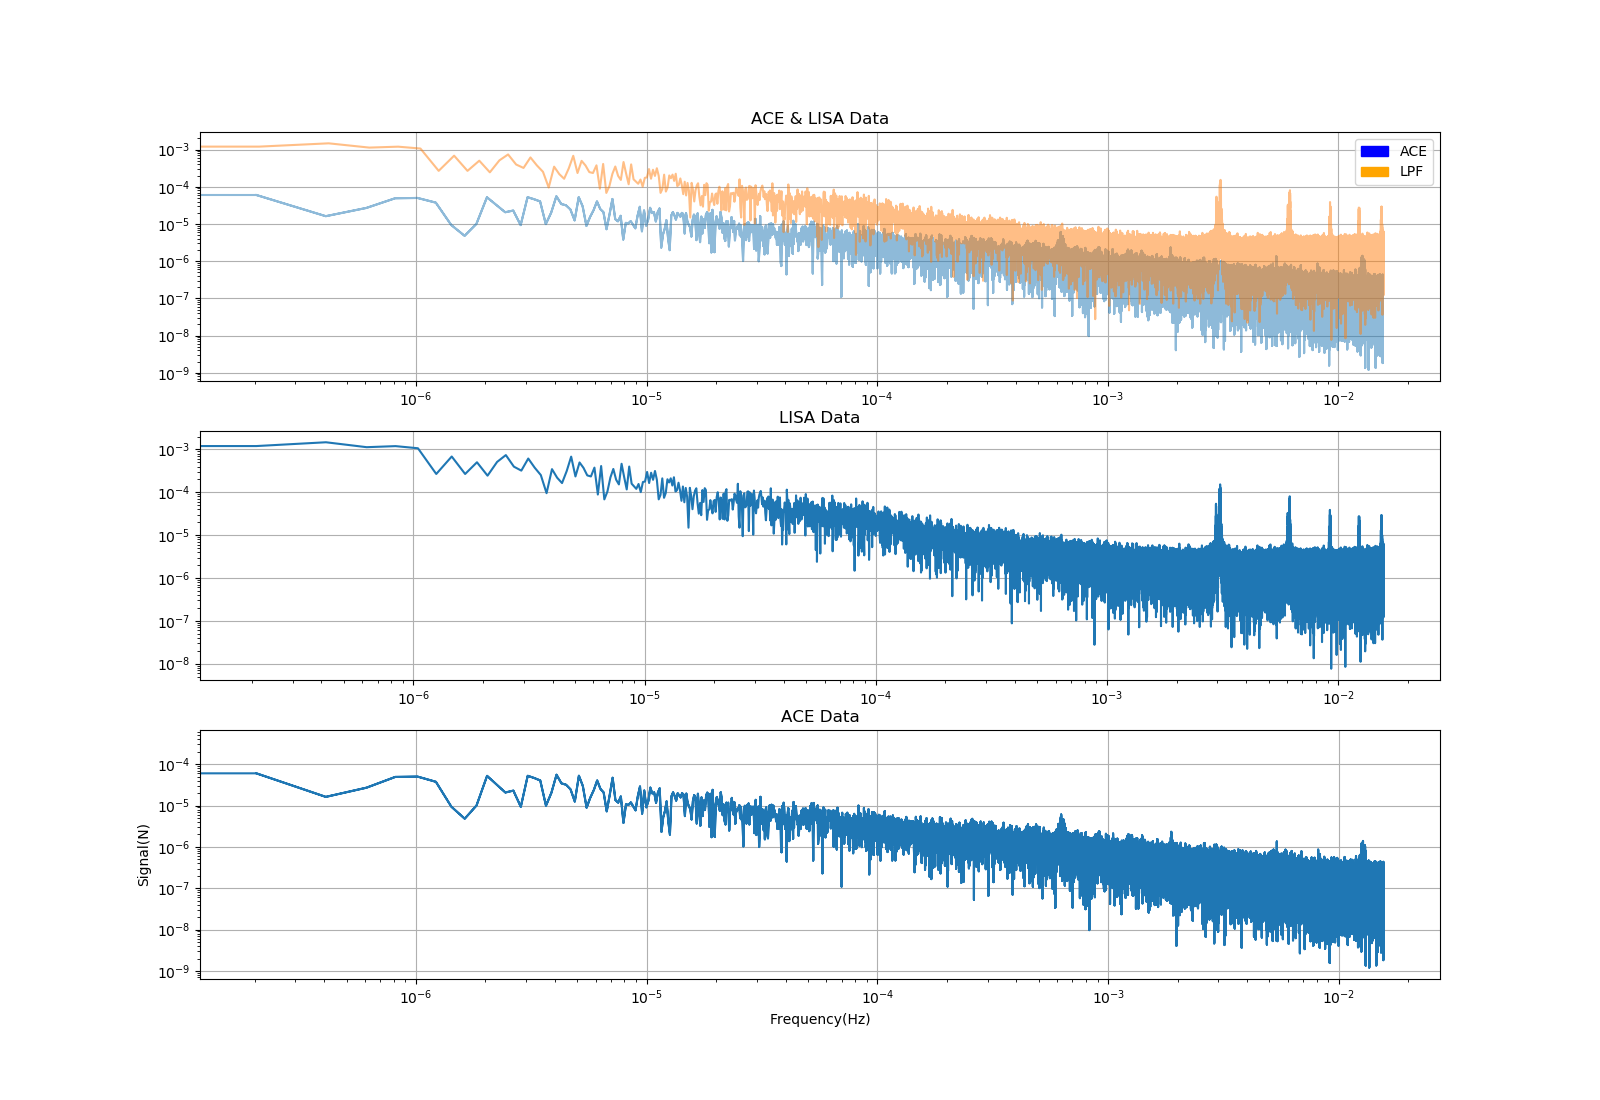 ACE & LISA Data
10⁻³
10⁻⁴
10⁻⁵
10⁻⁶
10⁻⁷
10⁻⁸
10⁻⁹
ACE
LPF
10⁻⁶ 10⁻⁵ 10⁻⁴ 10⁻³ 10⁻²
LISA Data
10⁻³
10⁻⁴
10⁻⁵
10⁻⁶
10⁻⁷
10⁻⁸
10⁻⁶ 10⁻⁵ 10⁻⁴ 10⁻³ 10⁻²
ACE Data
Signal(N)
10⁻⁴
10⁻⁵
10⁻⁶
10⁻⁷
10⁻⁸
10⁻⁹
10⁻⁶ 10⁻⁵ 10⁻⁴ 10⁻³ 10⁻²
Frequency(Hz)